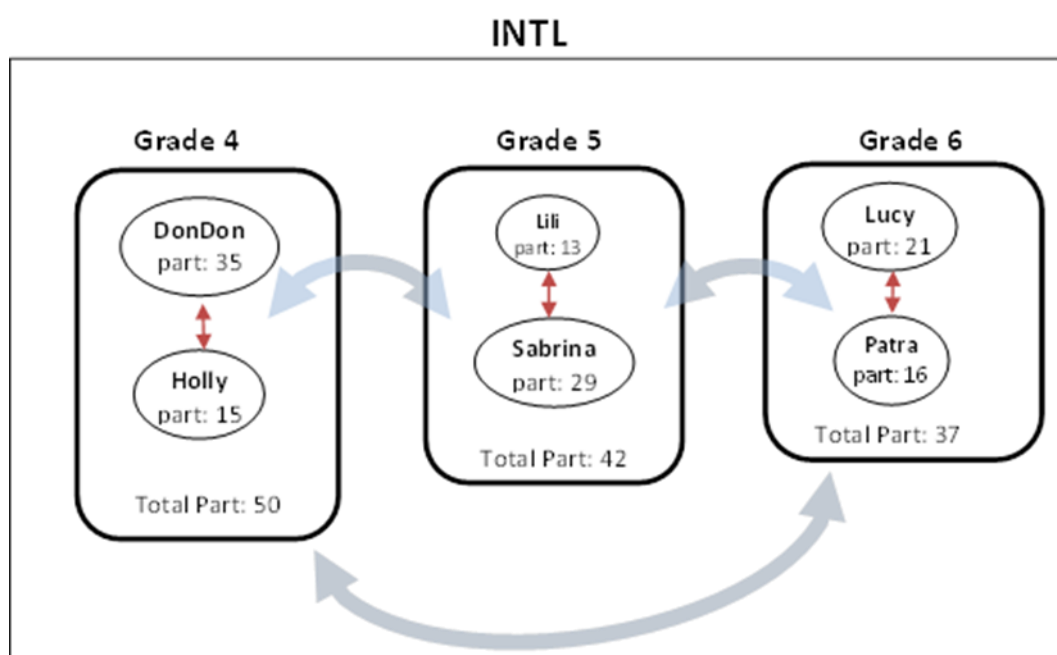 INTL
Grade 4
DonDon
part: 35
Holly
part: 15
Total Part: 50
Grade 5
Lili
part: 13
Sabrina
part: 29
Total Part: 42
Grade 6
Lucy
part: 21
Patra
part: 16
Total Part: 37